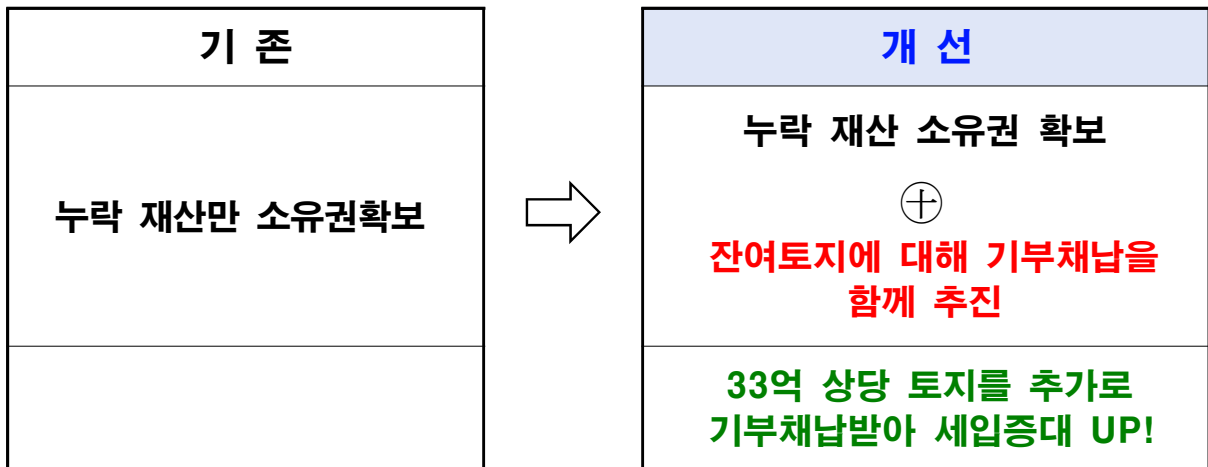 기 존
누락 재산만 소유권확보
개 선
누락 재산 소유권 확보
㊉
잔여토지에 대해 기부채납을
함께 추진
33억 상당 토지를 추가로
기부채납받아 세입증대 UP!